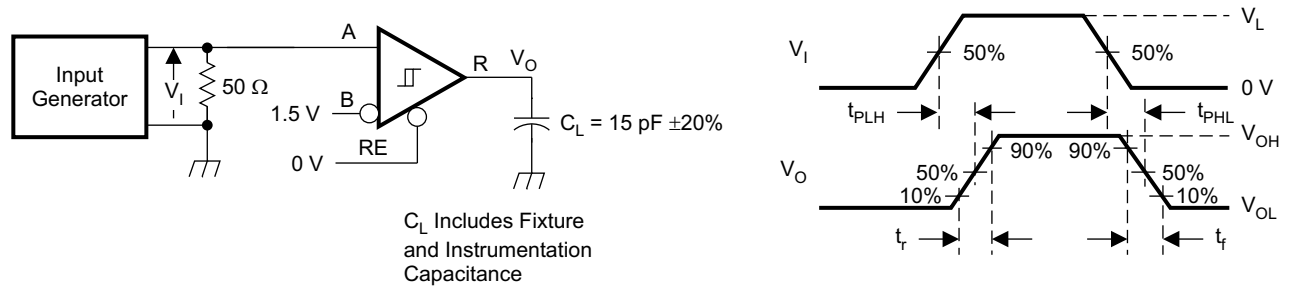 Input
Generator
V_I
50 Ω
A
1.5 V
B
0 V
RE
R
V_O
C_L = 15 pF ±20%
C_L Includes Fixture
and Instrumentation
Capacitance
V_I
50%
50%
V_L
0 V
t_PLH
t_PHL
V_O
90%
90%
V_OH
50%
50%
10%
10%
V_OL
t_r
t_f